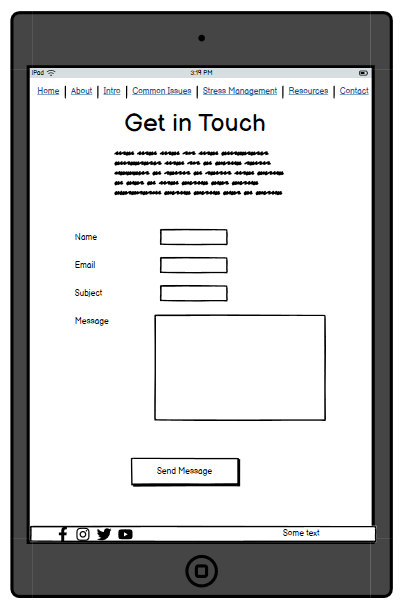 iPad 3:19 PM
Home | About | Intro | Common Issues | Stress Management | Resources | Contact
Get in Touch
Name
Email
Subject
Message
Send Message
Some text